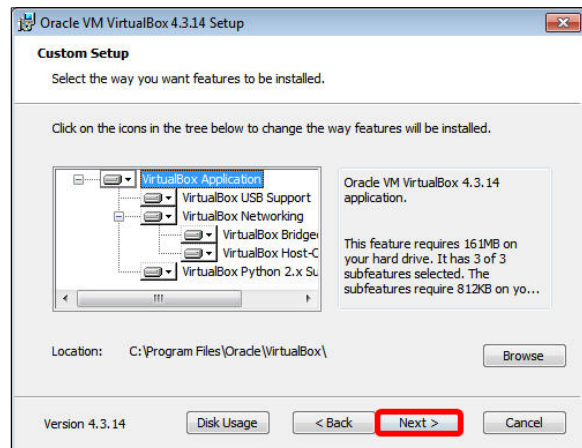 Oracle VM VirtualBox 4.3.14 Setup
Custom Setup
Select the way you want features to be installed.
Click on the icons in the tree below to change the way features will be installed.
VirtualBox Application
VirtualBox USB Support
VirtualBox Networking
VirtualBox Bridge
VirtualBox Host-C
VirtualBox Python 2.x Su
Oracle VM VirtualBox 4.3.14
application.
This feature requires 161MB on
your hard drive. It has 3 of 3
subfeatures selected. The
subfeatures require 812KB on yo...
Location: C:\Program Files\Oracle\VirtualBox\
Browse
Version 4.3.14
Disk Usage
< Back
Next >
Cancel